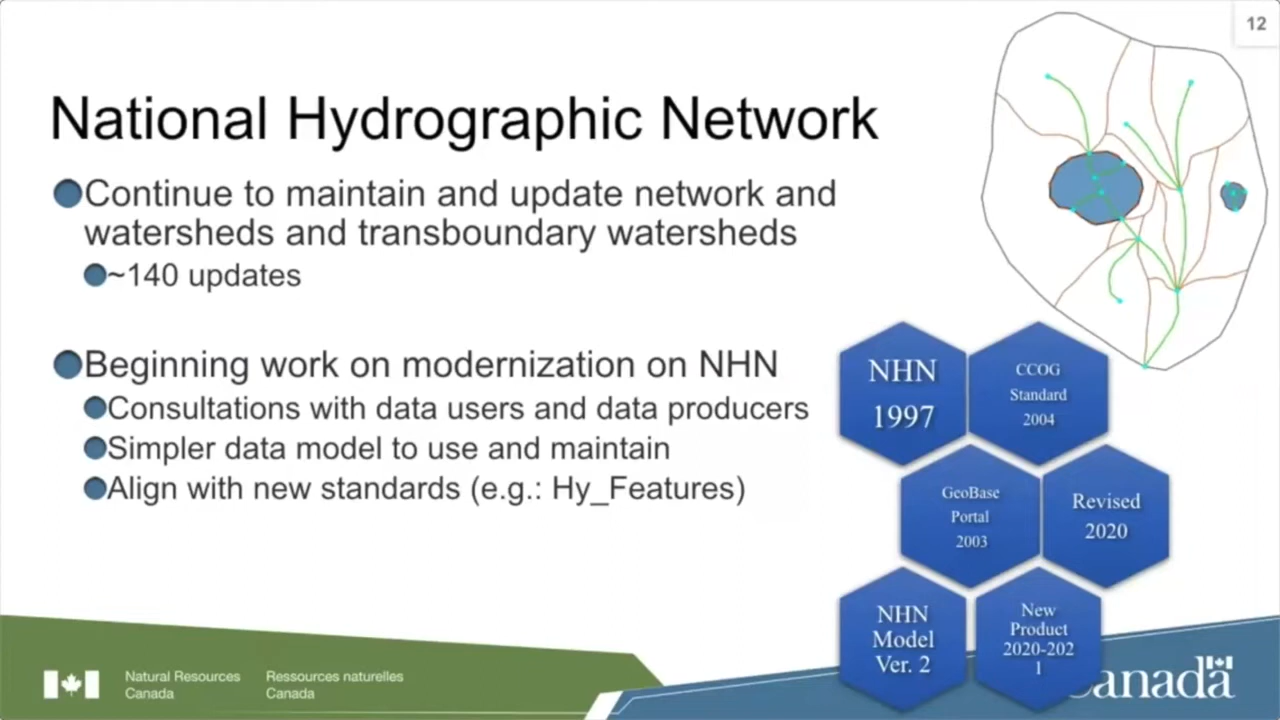 12
National Hydrographic Network
Continue to maintain and update network and
watersheds and transboundary watersheds
~140 updates
Beginning work on modernization on NHN
Consultations with data users and data producers
Simpler data model to use and maintain
Align with new standards (e.g.: Hy_Features)
NHN
1997
CCOG
Standard
2004
GeoBase
Portal
2003
Revised
2020
NHN
Model
Ver. 2
New
Product
2020-202
1
Natural Resources
Canada
Ressources naturelles
Canada
anada